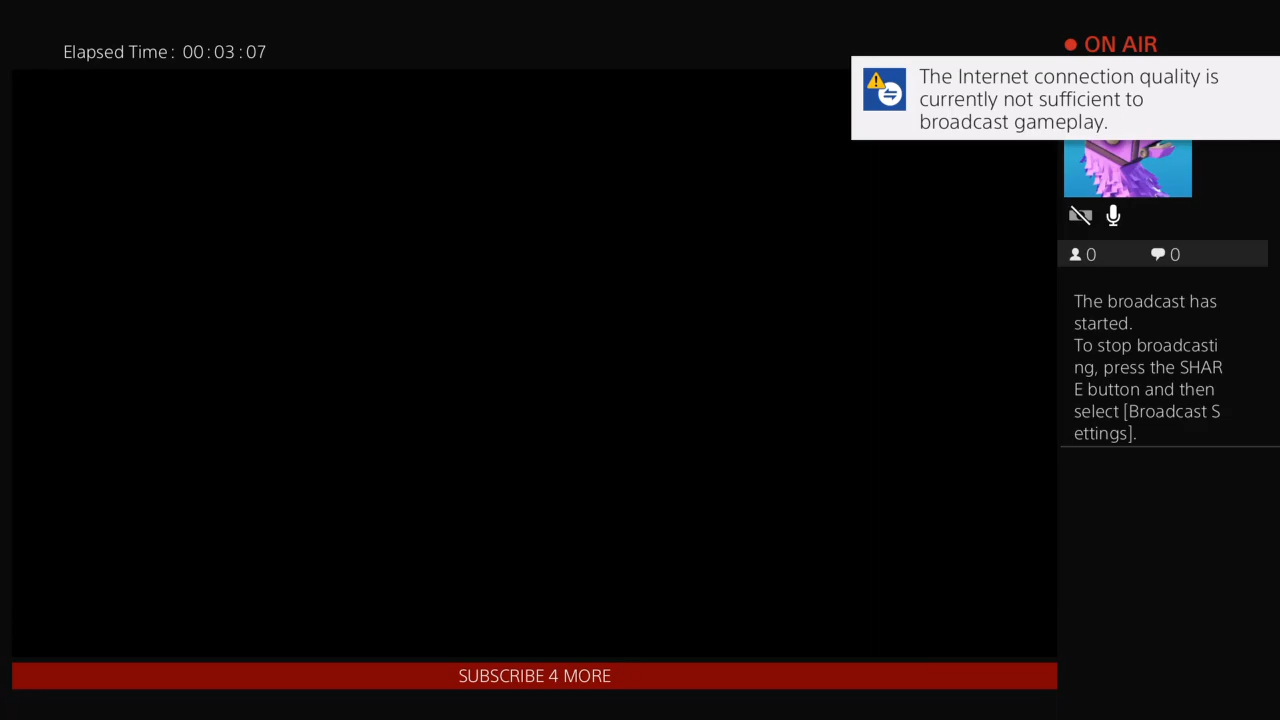 Elapsed Time: 00:03:07
ON AIR
The Internet connection quality is
currently not sufficient to
broadcast gameplay.
0
0
The broadcast has
started.
To stop broadcasti
ng, press the SHAR
E button and then
select [Broadcast S
ettings].
SUBSCRIBE 4 MORE